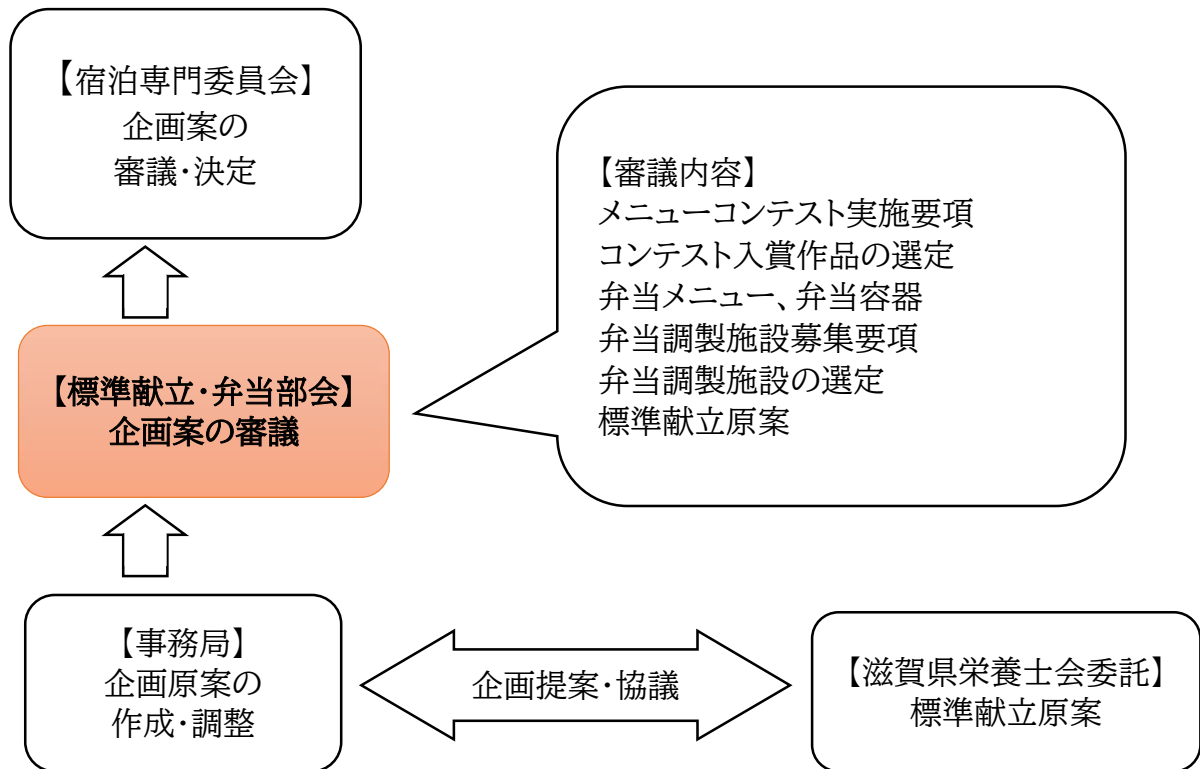 【宿泊専門委員会】
企画案の
審議・決定
【審議内容】
メニューコンテスト実施要項
コンテスト入賞作品の選定
弁当メニュー、弁当容器
弁当調製施設募集要項
弁当調製施設の選定
標準献立原案
【標準献立・弁当部会】
企画案の審議
【事務局】
企画原案の
作成・調整
企画提案・協議
【滋賀県栄養士会委託】
標準献立原案